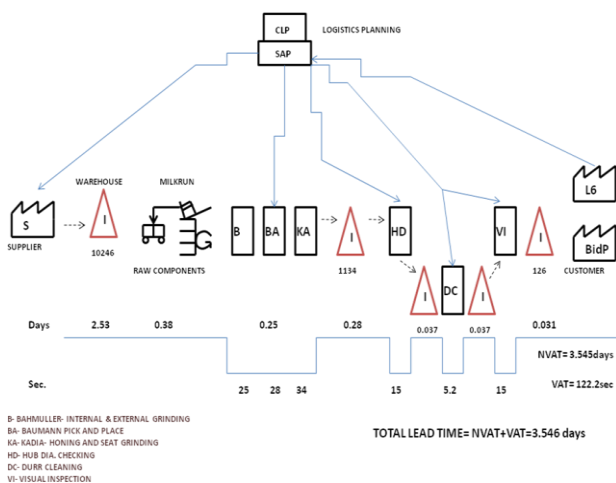 CLP
LOGISTICS PLANNING
SAP
L6
WAREHOUSE
MILKRUN
S
I
B
BA
KA
I
HD
VI
I
BidP
SUPPLIER
10246
RAW COMPONENTS
1134
126
CUSTOMER
I
DC
I
Days
2.53
0.38
0.25
0.28
0.037
0.037
0.031
NVAT= 3.545days
Sec.
25
28
34
15
5.2
15
VAT= 122.2sec
B- BAHMULLER- INTERNAL & EXTERNAL GRINDING
BA- BAUMANN PICK AND PLACE
KA- KADIA- HONING AND SEAT GRINDING
HD- HUB DIA. CHECKING
DC- DURR CLEANING
VI- VISUAL INSPECTION
TOTAL LEAD TIME= NVAT+VAT=3.546 days